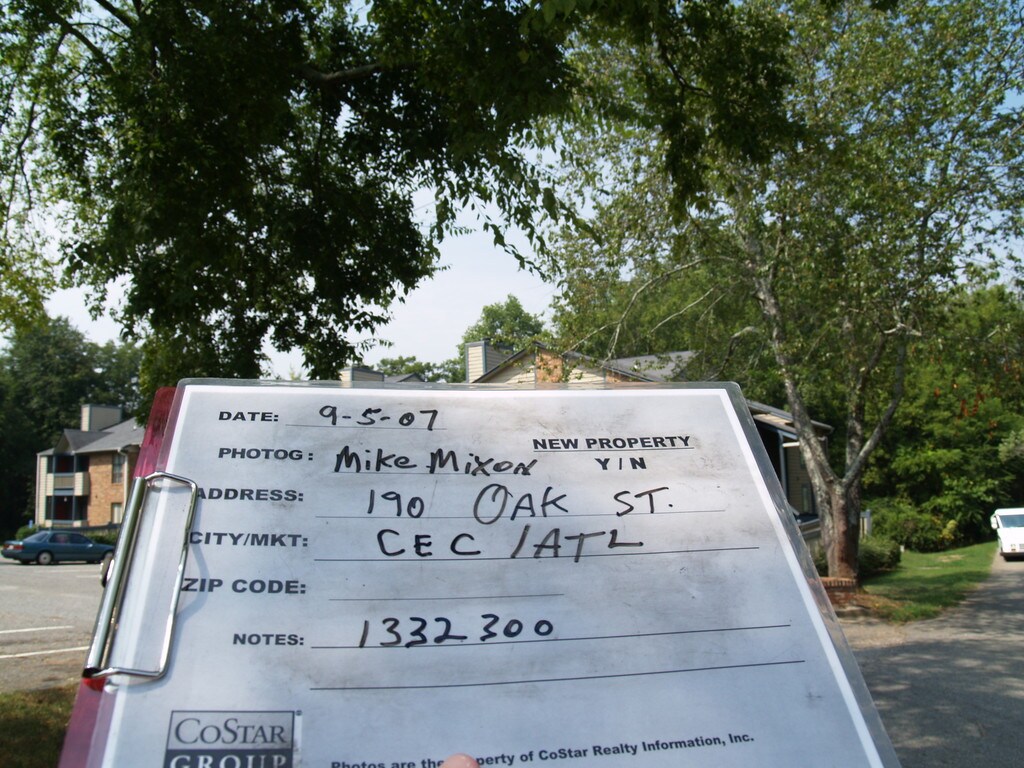 DATE: 9-5-07
PHOTOG: Mike Mixon
NEW PROPERTY
Y/N
ADDRESS: 190 OAK ST.
CITY/MKT: CEC/ATL
ZIP CODE:
NOTES: 1332300
COSTAR
GROUP
Photos are the perty of CoStar Realty Information, Inc.